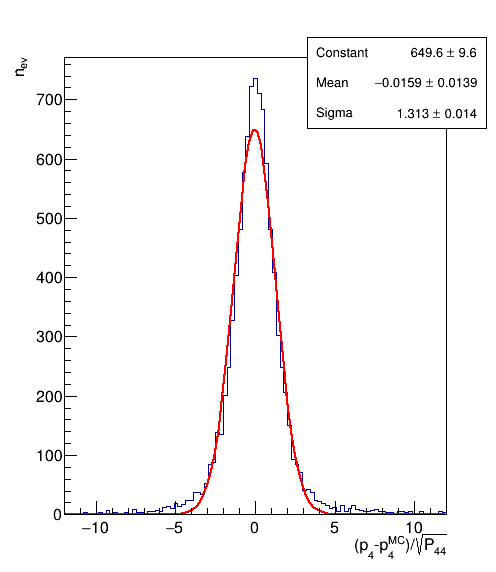 Constant 649.6 ± 9.6
Mean −0.0159 ± 0.0139
Sigma 1.313 ± 0.014
n_ev
700
600
500
400
300
200
100
0
−10 −5 0 5 10
(p_4-p_4^MC)/√P_44